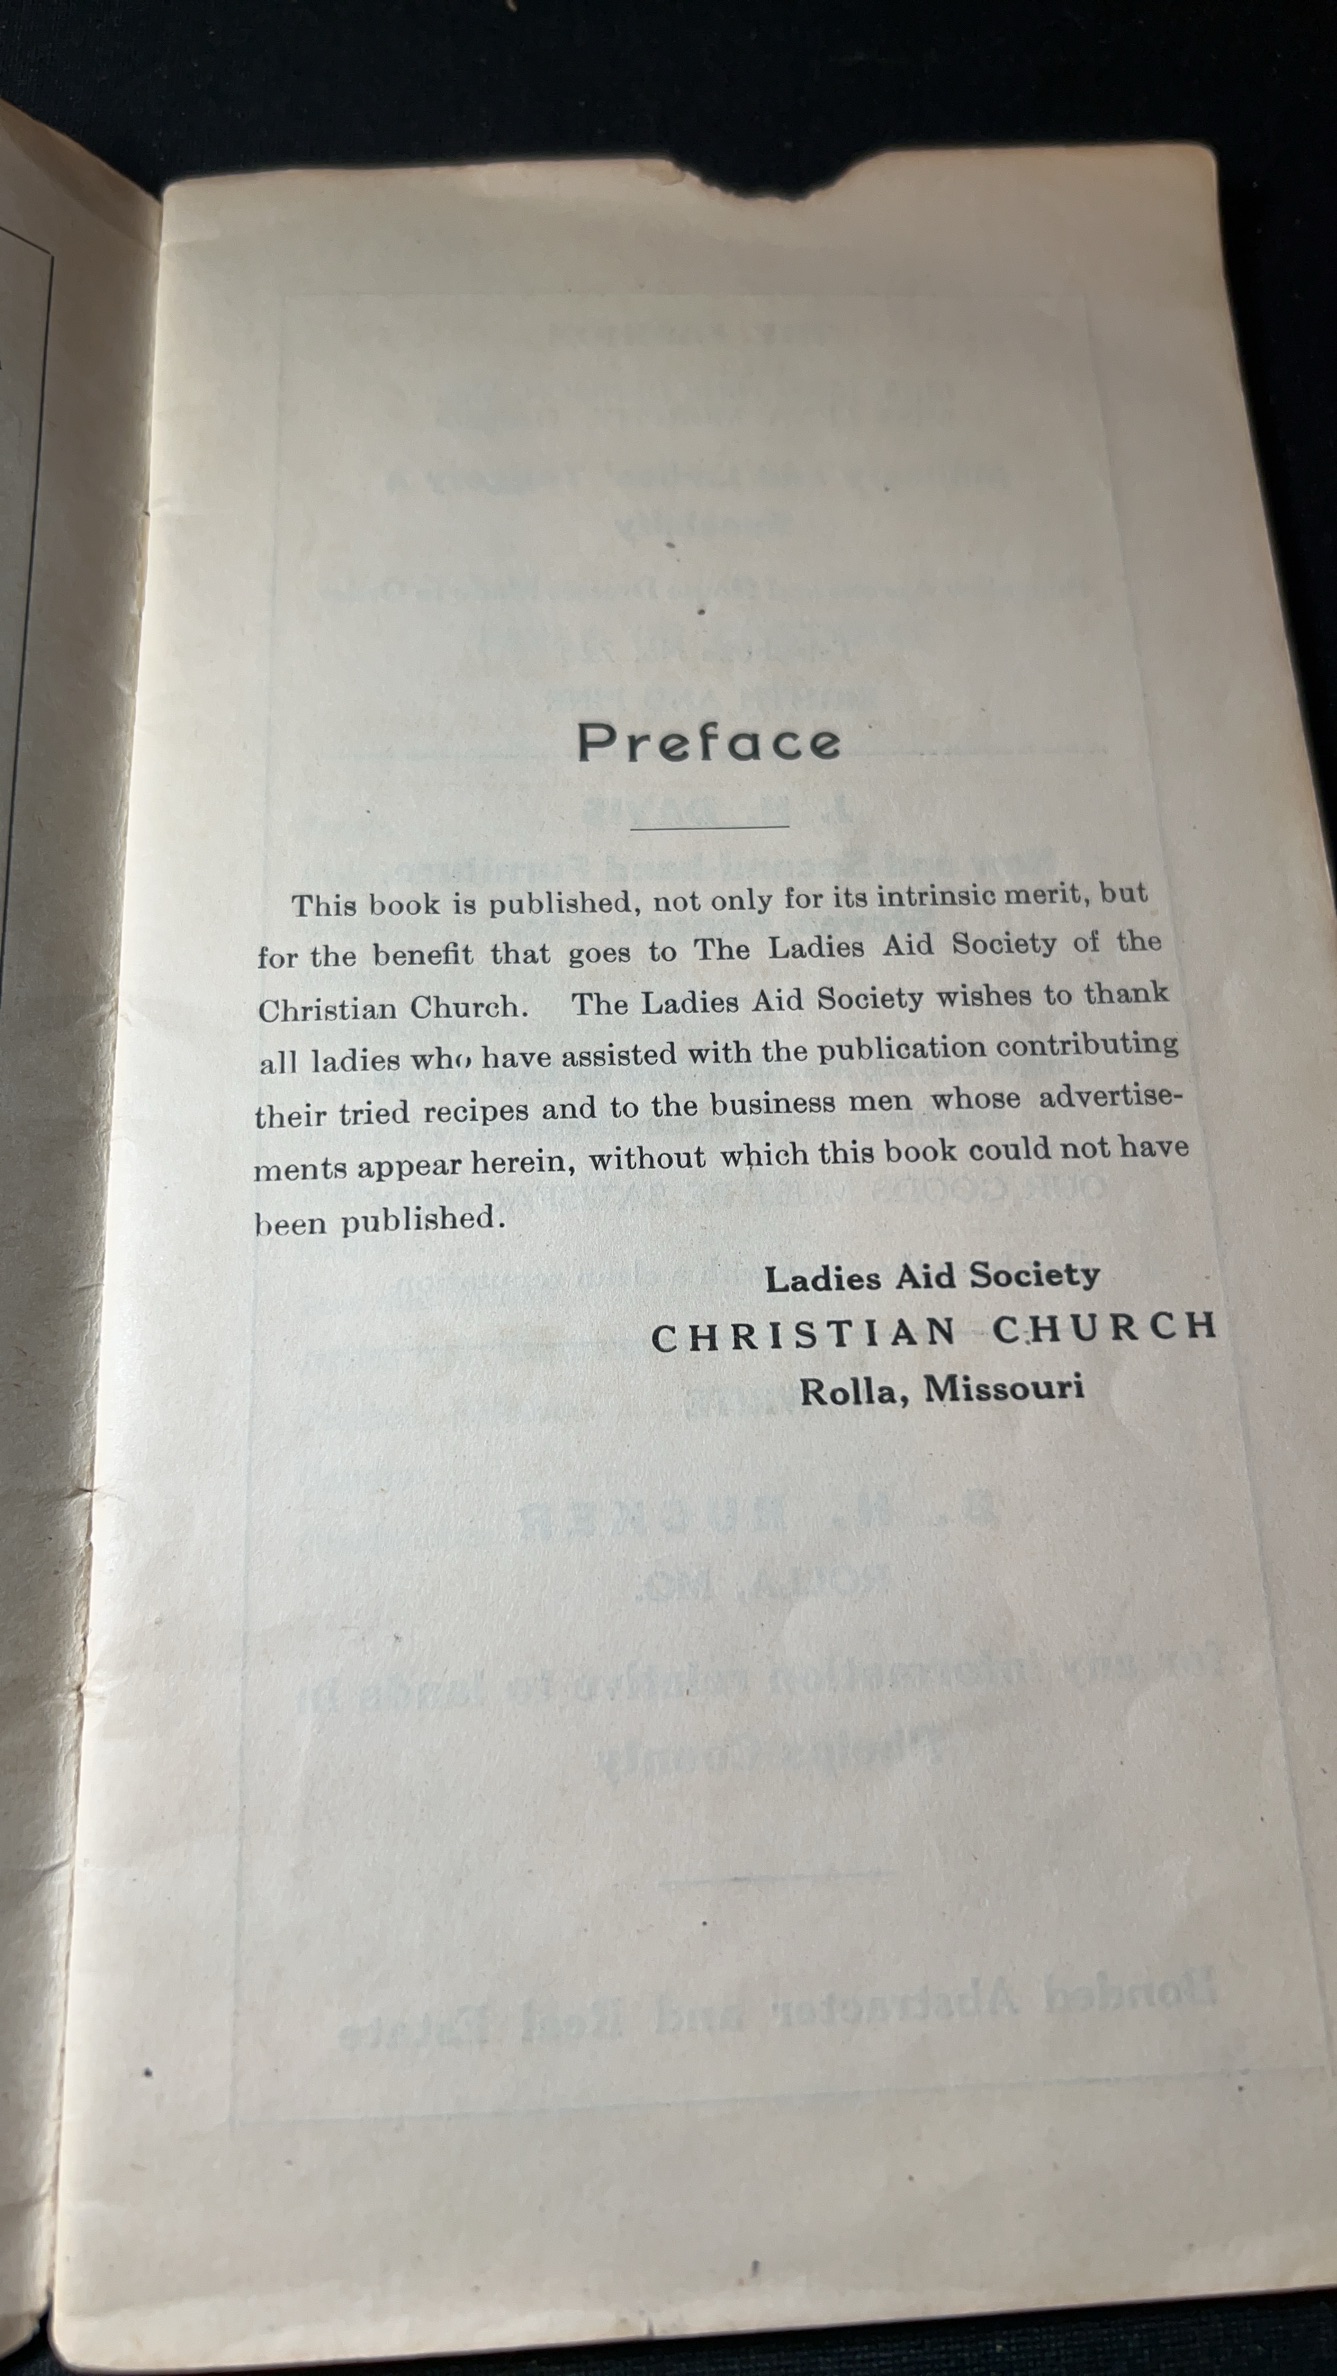 Preface
This book is published, not only for its intrinsic merit, but
for the benefit that goes to The Ladies Aid Society of the
Christian Church. The Ladies Aid Society wishes to thank
all ladies who have assisted with the publication contributing
their tried recipes and to the business men whose advertise-
ments appear herein, without which this book could not have
been published.
Ladies Aid Society
CHRISTIAN CHURCH
Rolla, Missouri